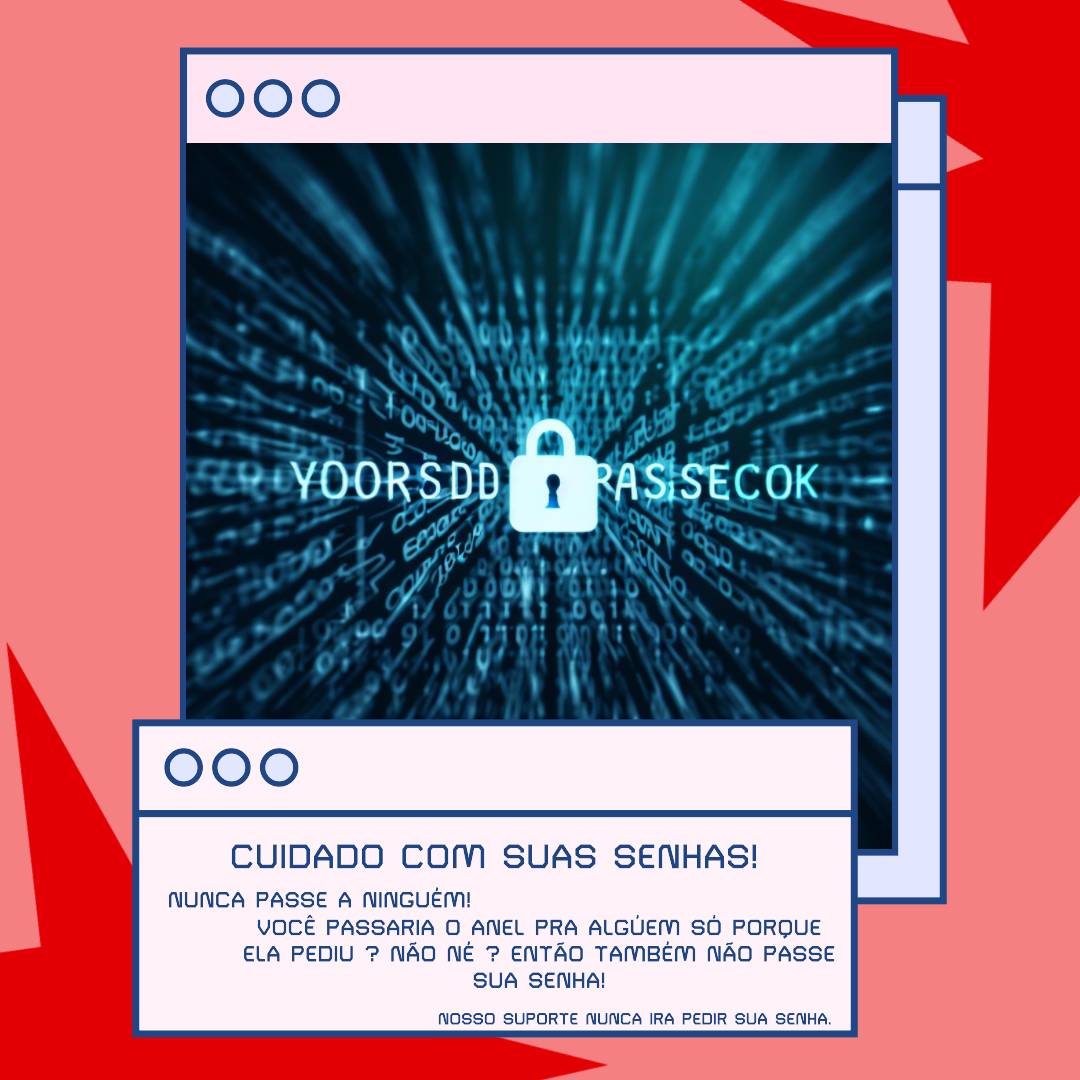 YOORSDD PASSECOK
CUIDADO COM SUAS SENHAS!
NUNCA PASSE A NINGUÉM!
VOCÊ PASSARIA O ANEL PRA ALGÚEM SÓ PORQUE
ELA PEDIU ? NÃO NÉ ? ENTÃO TAMBÉM NÃO PASSE
SUA SENHA!
NOSSO SUPORTE NUNCA IRA PEDIR SUA SENHA.